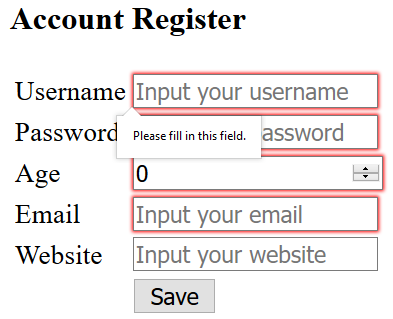 Account Register
Username Input your username
Please fill in this field.
Password assword
Age 0
Email Input your email
Website Input your website
Save